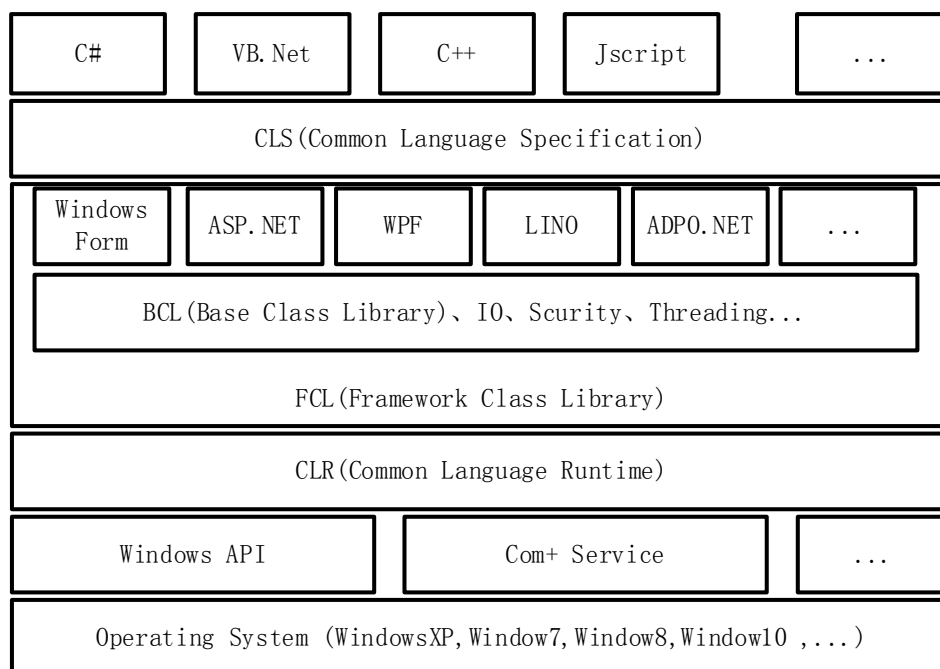 C#
VB.Net
C++
Jscript
...
CLS(Common Language Specification)
Windows
Form
ASP.NET
WPF
LINO
ADPO.NET
...
BCL(Base Class Library)、IO、Scurity、Threading...
FCL(Framework Class Library)
CLR(Common Language Runtime)
Windows API
Com+ Service
...
Operating System (WindowsXP,Window7,Window8,Window10 ,...)